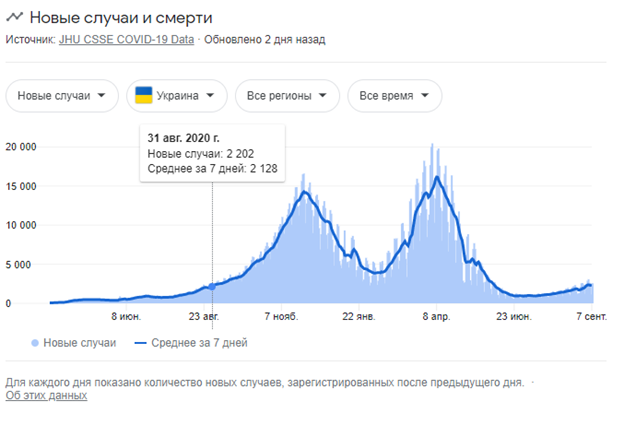 Новые случаи и смерти
Источник: JHU CSSE COVID-19 Data · Обновлено 2 дня назад
Новые случаи
Украина
Все регионы
Все время
31 авг. 2020 г.
Новые случаи: 2 202
Среднее за 7 дней: 2 128
20 000
15 000
10 000
5 000
0
8 июн. 23 авг. 7 нояб. 22 янв. 8 апр. 23 июн. 7 сент.
Новые случаи Среднее за 7 дней
Для каждого дня показано количество новых случаев, зарегистрированных после предыдущего дня. ·
Об этих данных